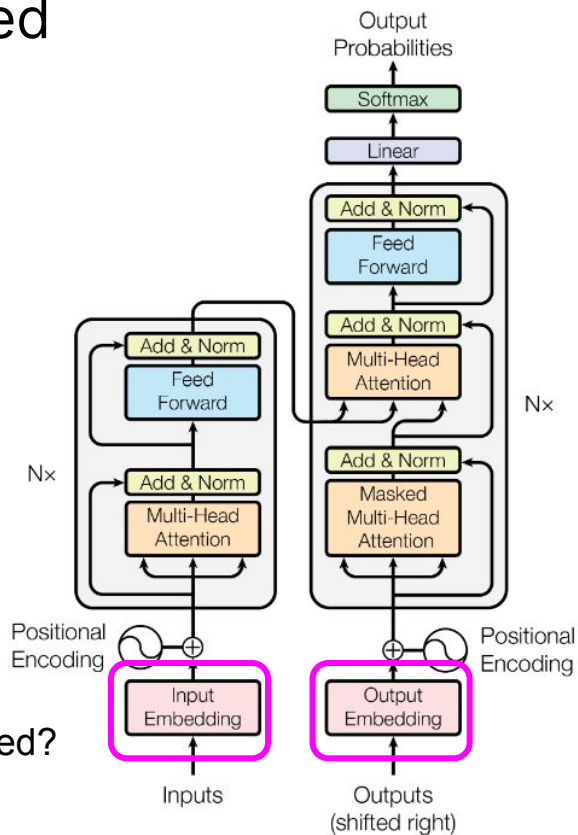 ed
Output
Probabilities
Softmax
Linear
Add & Norm
Feed
Forward
Add & Norm
Multi-Head
Attention
Add & Norm
Masked
Multi-Head
Attention
Nx
Add & Norm
Feed
Forward
Add & Norm
Multi-Head
Attention
Nx
Positional
Encoding
Positional
Encoding
Input
Embedding
Output
Embedding
ed?
Inputs
Outputs
(shifted right)